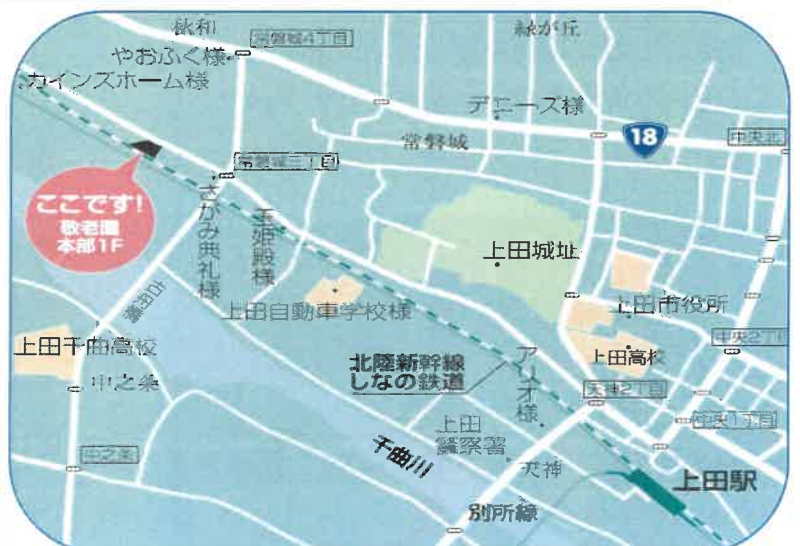 秋和
常磐城4丁目
緑が丘
やおふく様
カインズホーム様
デニーズ様
18
中央北
常磐城
常磐城三丁目
ここです!
敬老園
本部1F
さがみ典礼様
玉姫殿様
上田城址
古舟橋
上田自動車学校様
上田市役所
上田千曲高校
中之条
北陸新幹線
しなの鉄道
アリオ様
上田高校
中央2丁目
天神2丁目
中央1丁目
上田
警察署
中之条
千曲川
天神
上田駅
別所線